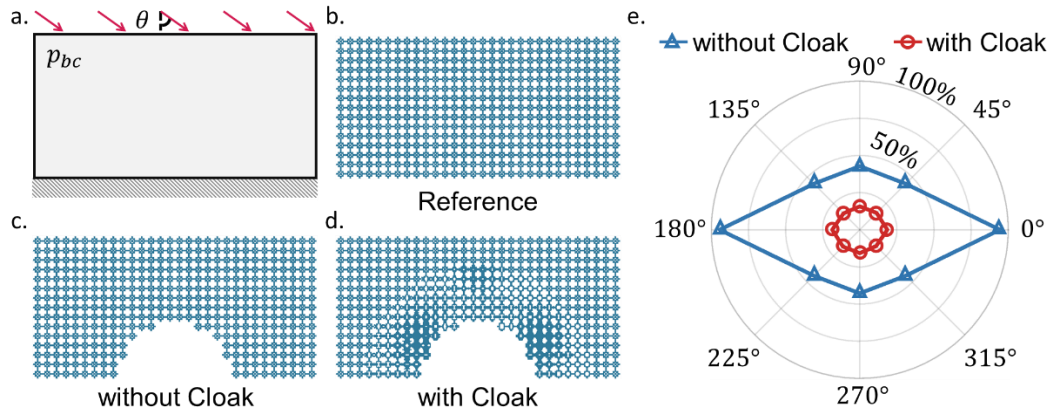 a.
θ
p_bc
b.
Reference
c.
without Cloak
d.
with Cloak
e.
without Cloak
with Cloak
90°
100%
135°
45°
50%
180°
0°
225°
315°
270°